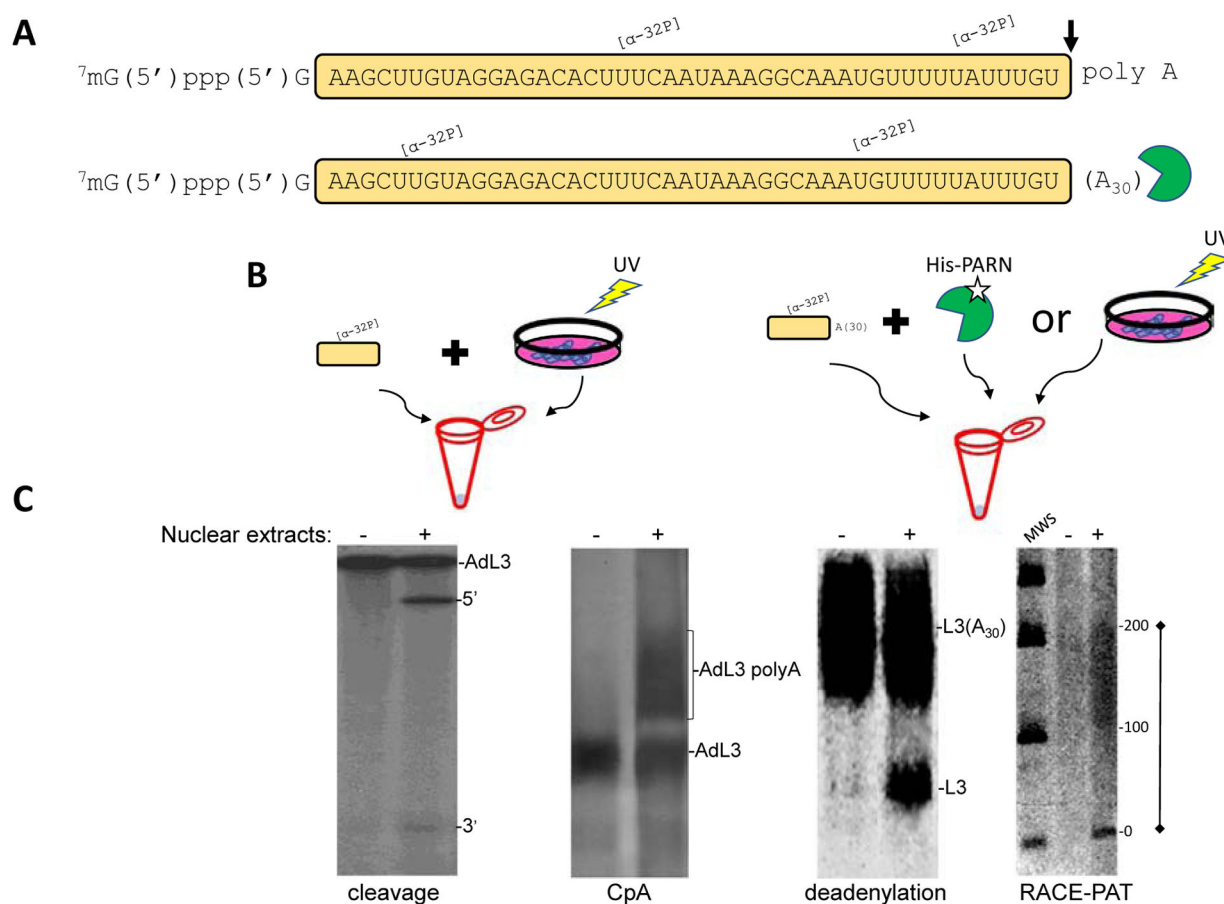 A
[α-32P] [α-32P]
⁷mG(5')ppp(5')G AAGCUUGUAGGAGACACUUUCAAUAAAGGCAAAUGUUUUUAUUUGU poly A
[α-32P] [α-32P]
⁷mG(5')ppp(5')G AAGCUUGUAGGAGACACUUUCAAUAAAGGCAAAUGUUUUUAUUUGU (A₃₀)
B
UV
[α-32P]
+
UV
His-PARN
[α-32P]
A(30) + or
C
Nuclear extracts: - + - + - + MWS - +
-AdL3
-5'
-3'
-AdL3 polyA
-AdL3
-L3(A₃₀)
-L3
-200
-100
-0
cleavage CpA deadenylation RACE-PAT